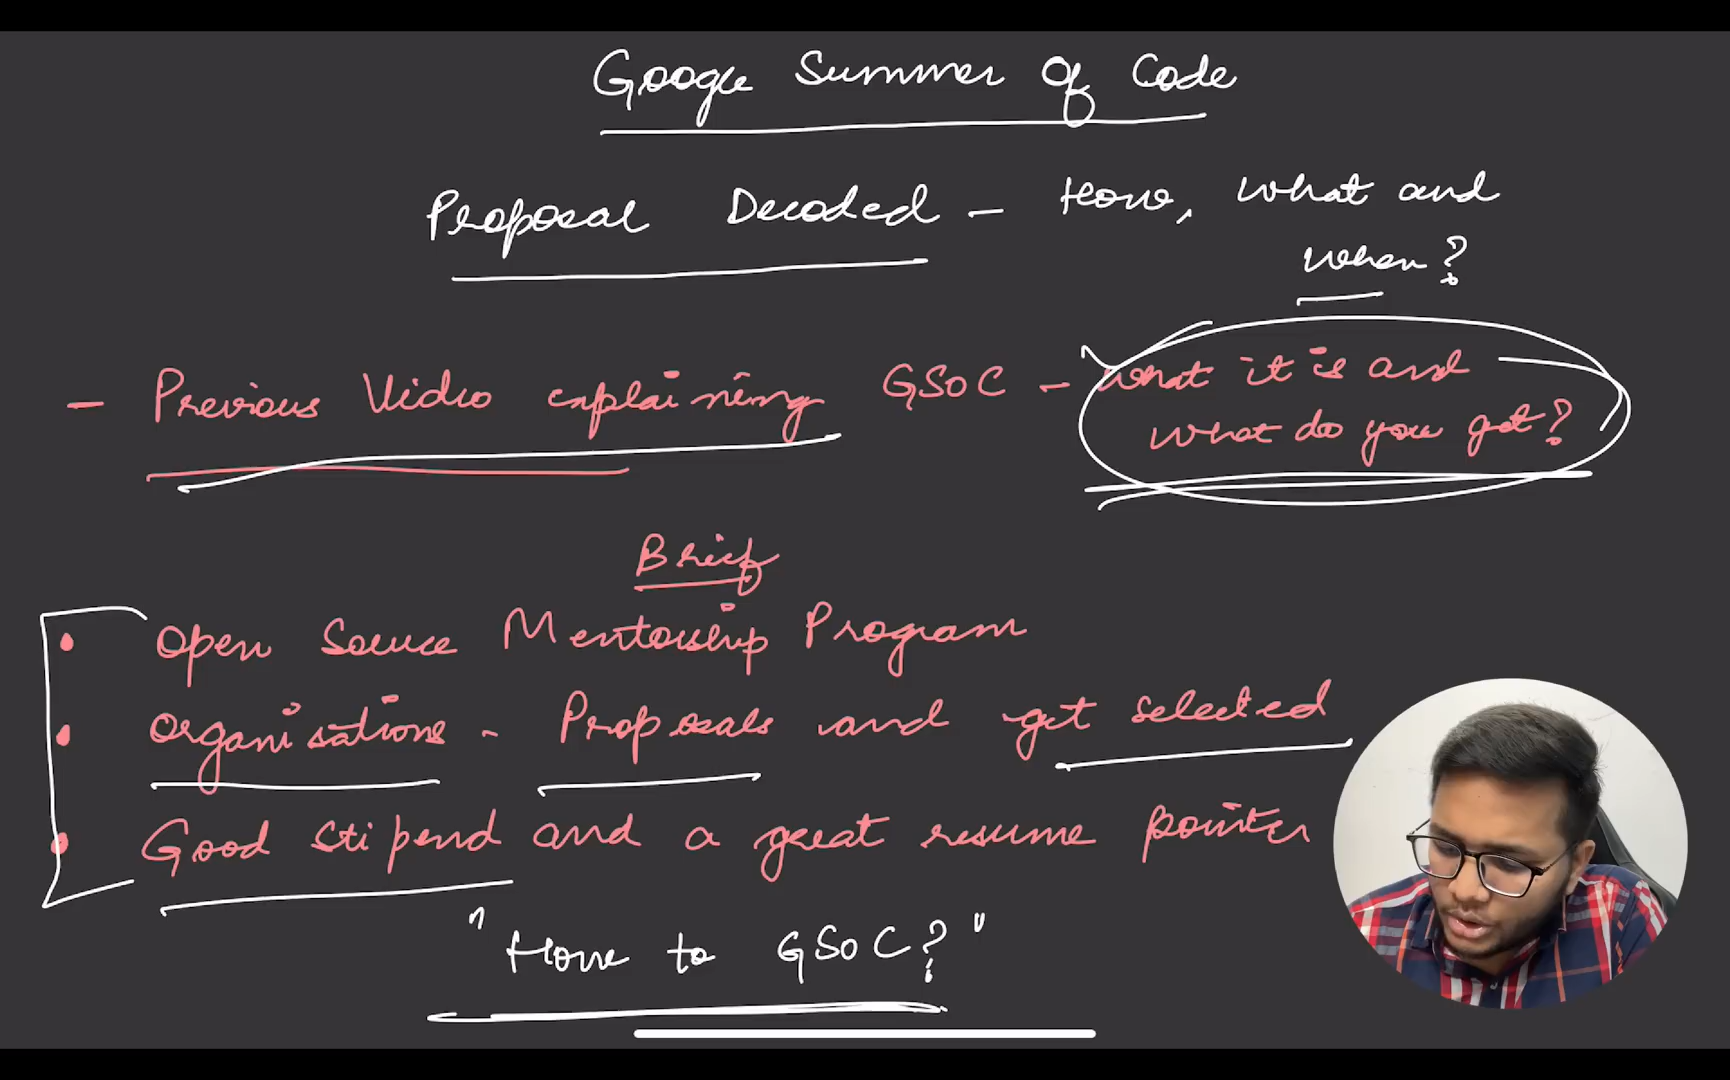 Google Summer Of Code
Proposal Decoded - How, What and
When?
- Previous Video explaining GSOC - What it is and
What do you get?
Brief
• Open Source Mentorship Program
• Organisations - Proposals and get selected
• Good stipend and a great resume pointer
"How to GSOC?"